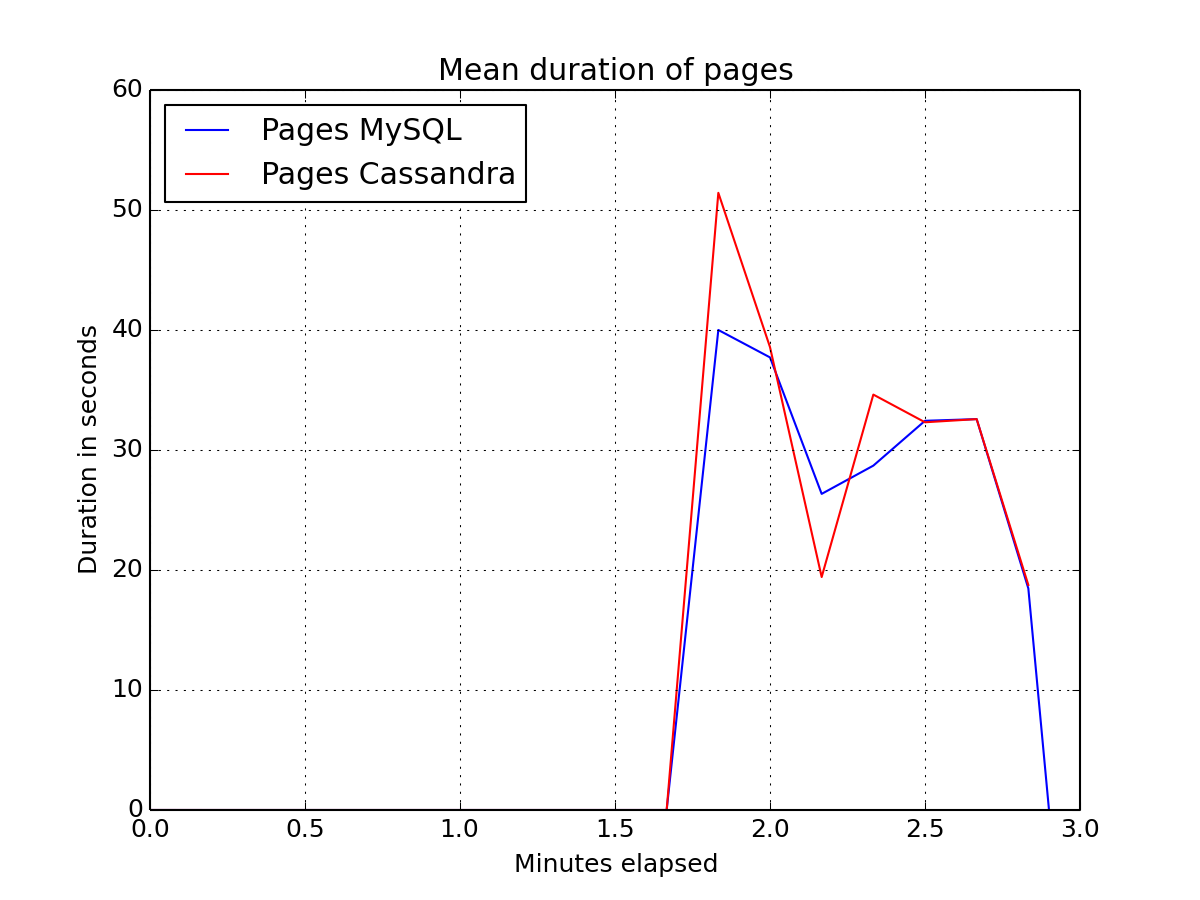 Mean duration of pages
Pages MySQL
Pages Cassandra
60
50
40
30
20
10
0
Duration in seconds
0.0 0.5 1.0 1.5 2.0 2.5 3.0
Minutes elapsed